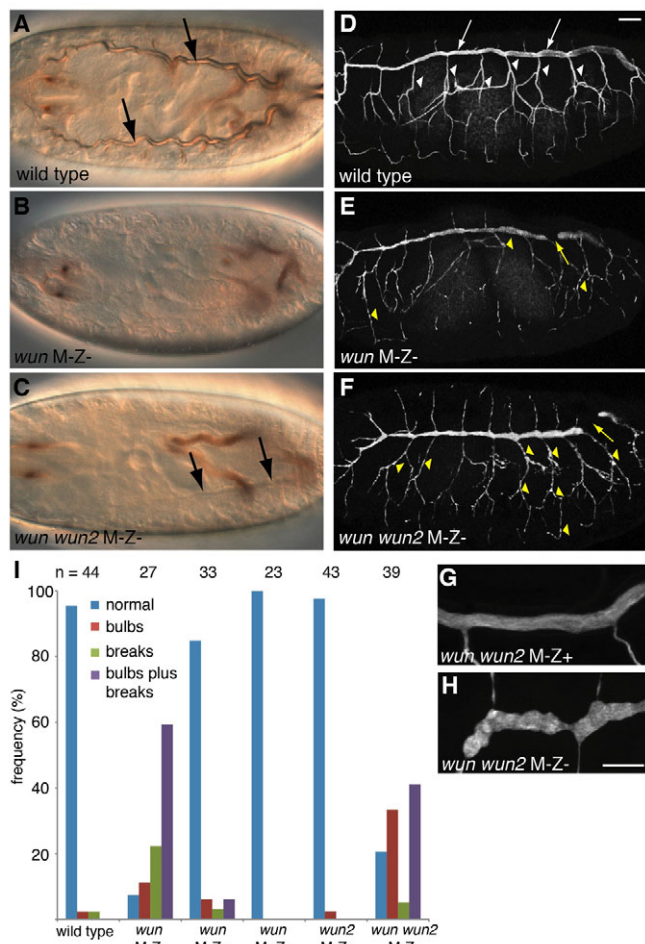 A
wild type
B
wun M-Z-
C
wun wun2 M-Z-
D
wild type
E
wun M-Z-
F
wun wun2 M-Z-
G
wun wun2 M-Z+
H
wun wun2 M-Z-
I
n = 44 27 33 23 43 39
normal
bulbs
breaks
bulbs plus
breaks
frequency (%)
100
80
60
40
20
wild type wun wun wun wun2 wun wun2